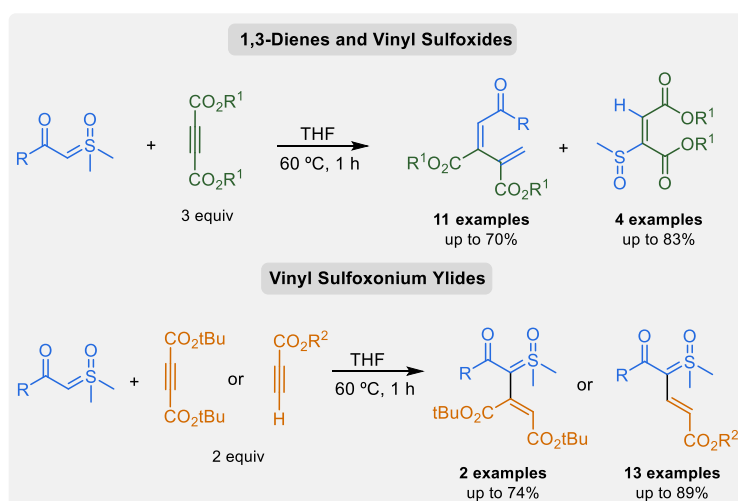 1,3-Dienes and Vinyl Sulfoxides
O
R
O
S
+
CO₂R¹
CO₂R¹
3 equiv
THF
60 ºC, 1 h
O
R
R¹O₂C
CO₂R¹
11 examples
up to 70%
+
H
O
OR¹
OR¹
S
O
O
4 examples
up to 83%
Vinyl Sulfoxonium Ylides
O
R
O
S
+
CO₂tBu
CO₂tBu
or
CO₂R²
H
2 equiv
THF
60 ºC, 1 h
O
R
O
S
tBuO₂C
CO₂tBu
2 examples
up to 74%
or
O
R
O
S
CO₂R²
13 examples
up to 89%